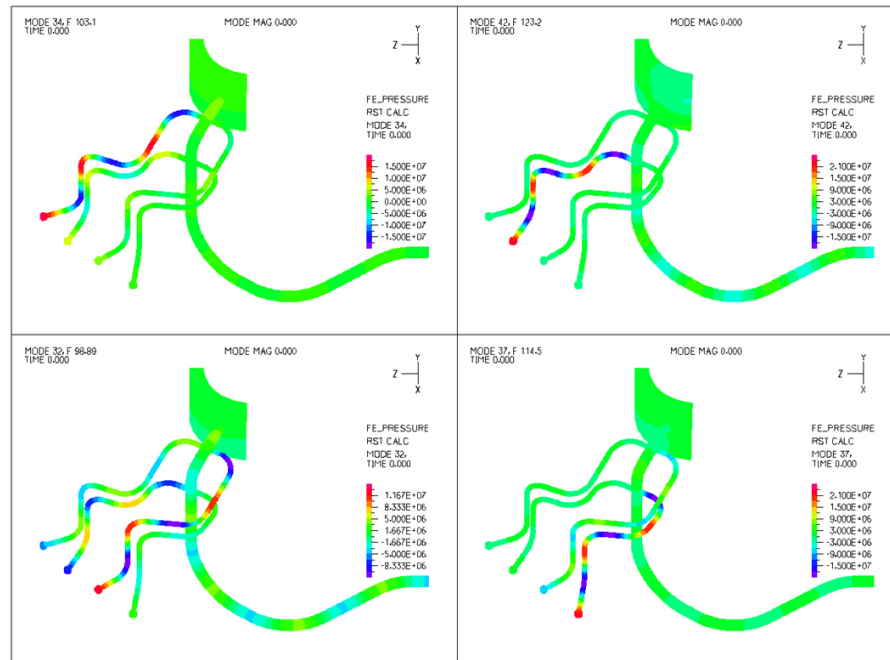 MODE 34, F 103.1
TIME 0.000
MODE MAG 0.000
Y
Z
X
FE_PRESSURE
RST CALC
MODE 34,
TIME 0.000
1.500E+07
1.000E+07
5.000E+06
0.000E+00
-5.000E+06
-1.000E+07
-1.500E+07
MODE 42, F 123.2
TIME 0.000
MODE MAG 0.000
Y
Z
X
FE_PRESSURE
RST CALC
MODE 42,
TIME 0.000
2.100E+07
1.500E+07
9.000E+06
3.000E+06
-3.000E+06
-9.000E+06
-1.500E+07
MODE 32, F 98.89
TIME 0.000
MODE MAG 0.000
Y
Z
X
FE_PRESSURE
RST CALC
MODE 32,
TIME 0.000
1.167E+07
8.333E+06
5.000E+06
1.667E+06
-1.667E+06
-5.000E+06
-8.333E+06
MODE 37, F 114.5
TIME 0.000
MODE MAG 0.000
Y
Z
X
FE_PRESSURE
RST CALC
MODE 37,
TIME 0.000
2.100E+07
1.500E+07
9.000E+06
3.000E+06
-3.000E+06
-9.000E+06
-1.500E+07